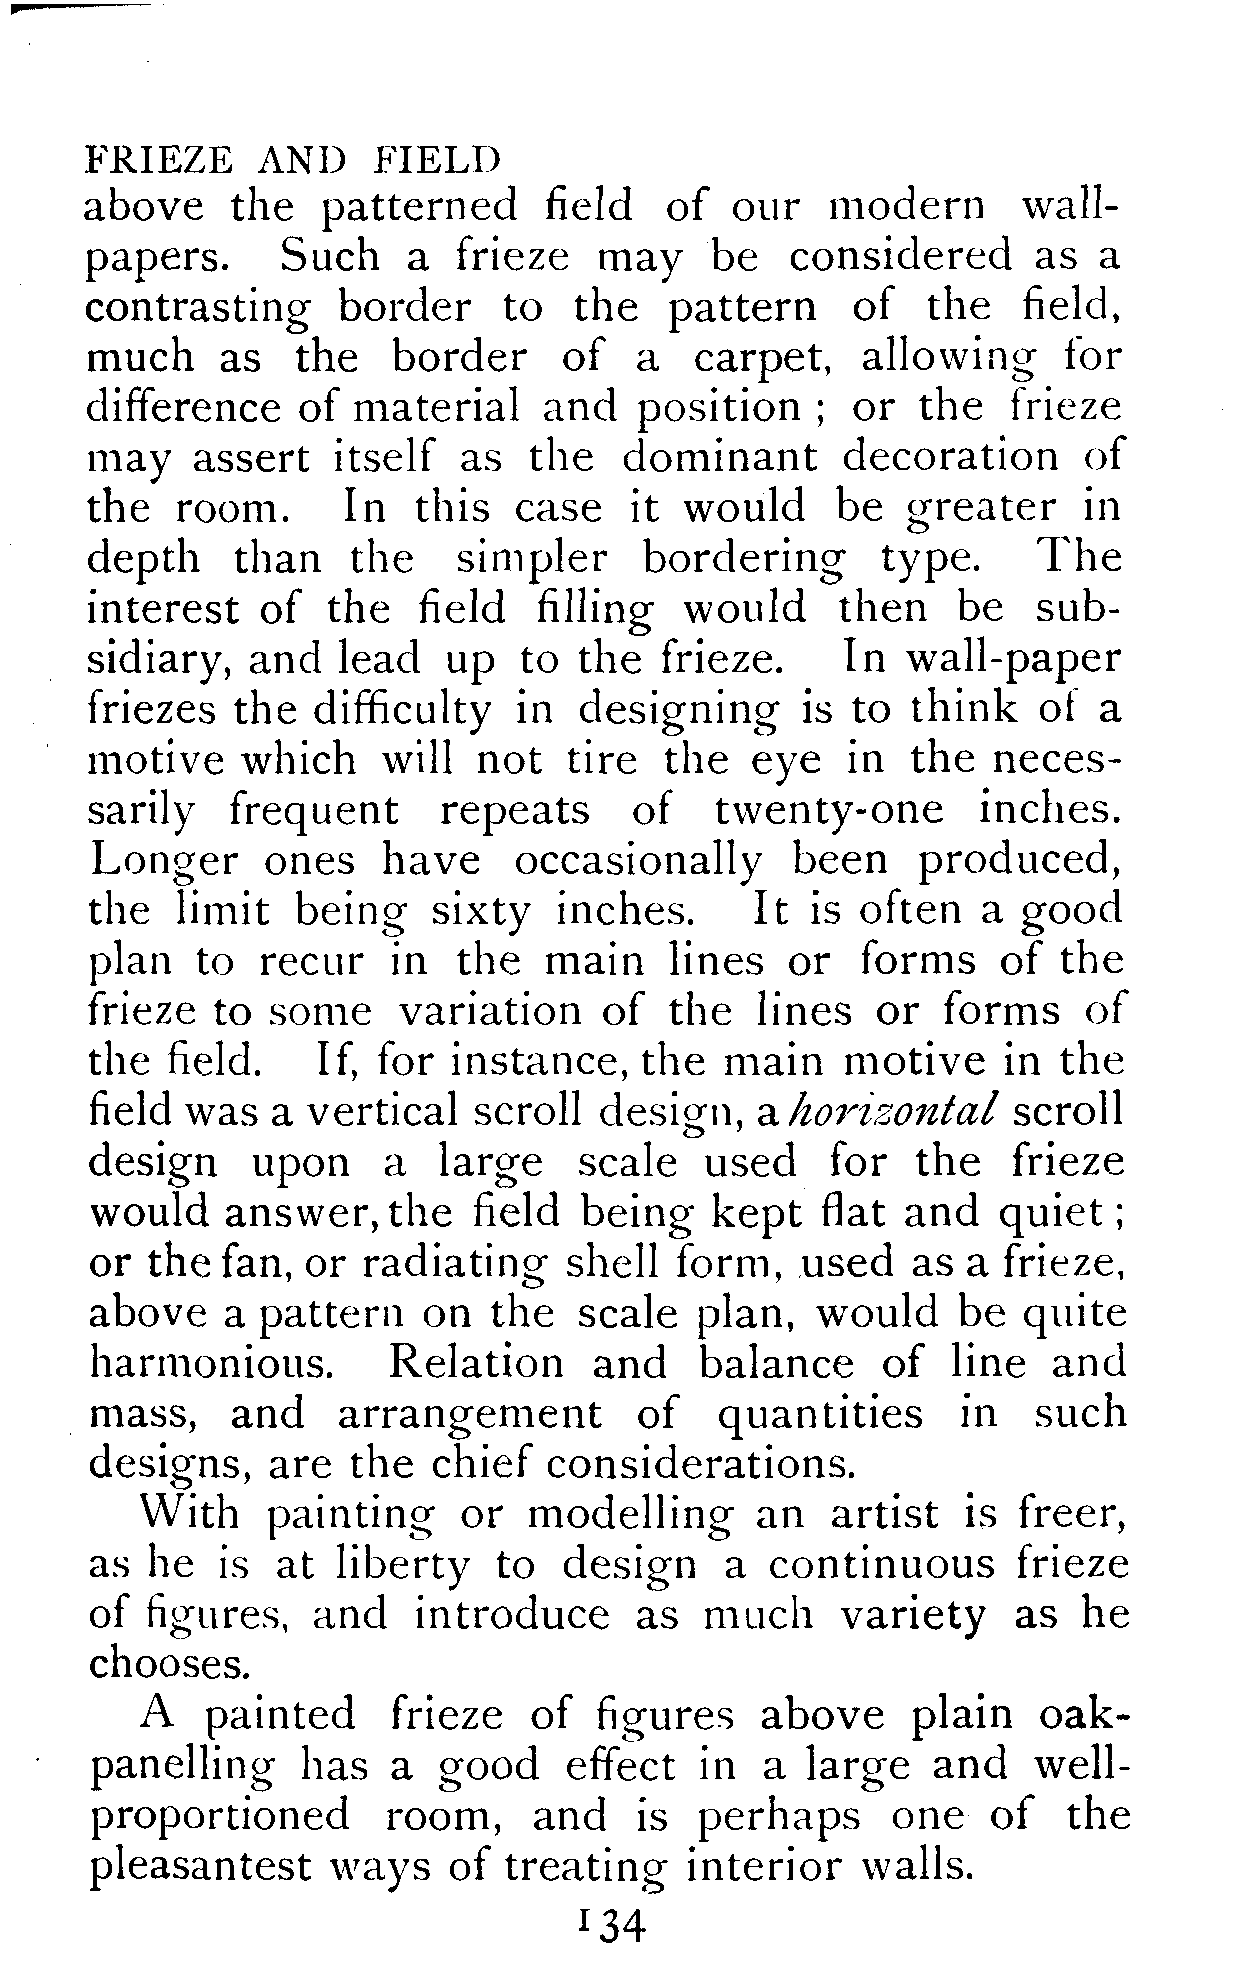 FRIEZE AND FIELD
above the patterned field of our modern wall-
papers. Such a frieze may be considered as a
contrasting border to the pattern of the field,
much as the border of a carpet, allowing for
difference of material and position ; or the frieze
may assert itself as the dominant decoration of
the room. In this case it would be greater in
depth than the simpler bordering type. The
interest of the field filling would then be sub-
sidiary, and lead up to the frieze. In wall-paper
friezes the difficulty in designing is to think of a
motive which will not tire the eye in the neces-
sarily frequent repeats of twenty-one inches.
Longer ones have occasionally been produced,
the limit being sixty inches. It is often a good
plan to recur in the main lines or forms of the
frieze to some variation of the lines or forms of
the field. If, for instance, the main motive in the
field was a vertical scroll design, a horizontal scroll
design upon a large scale used for the frieze
would answer, the field being kept flat and quiet ;
or the fan, or radiating shell form, used as a frieze,
above a pattern on the scale plan, would be quite
harmonious. Relation and balance of line and
mass, and arrangement of quantities in such
designs, are the chief considerations.
With painting or modelling an artist is freer,
as he is at liberty to design a continuous frieze
of figures, and introduce as much variety as he
chooses.
A painted frieze of figures above plain oak-
panelling has a good effect in a large and well-
proportioned room, and is perhaps one of the
pleasantest ways of treating interior walls.
134